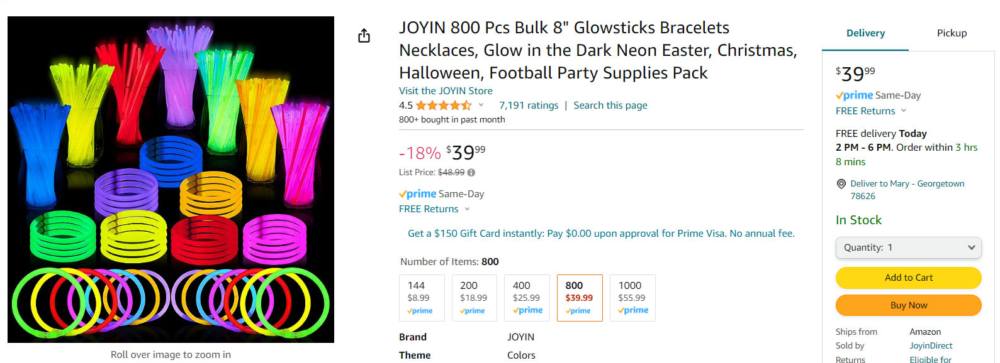 JOYIN 800 Pcs Bulk 8" Glowsticks Bracelets
Necklaces, Glow in the Dark Neon Easter, Christmas,
Halloween, Football Party Supplies Pack
Visit the JOYIN Store
4.5 7,191 ratings | Search this page
800+ bought in past month
-18% $39 99
List Price: $48.99
prime Same-Day
FREE Returns
Get a $150 Gift Card instantly: Pay $0.00 upon approval for Prime Visa. No annual fee.
Number of Items: 800
144 200 400 800 1000
$8.99 $18.99 $25.99 $39.99 $55.99
prime prime prime prime prime
Brand JOYIN
Theme Colors
Roll over image to zoom in
Delivery Pickup
$39 99
prime Same-Day
FREE Returns
FREE delivery Today
2 PM - 6 PM. Order within 3 hrs
8 mins
Deliver to Mary - Georgetown
78626
In Stock
Quantity: 1
Add to Cart
Buy Now
Ships from Amazon
Sold by JoyinDirect
Returns Eligible for